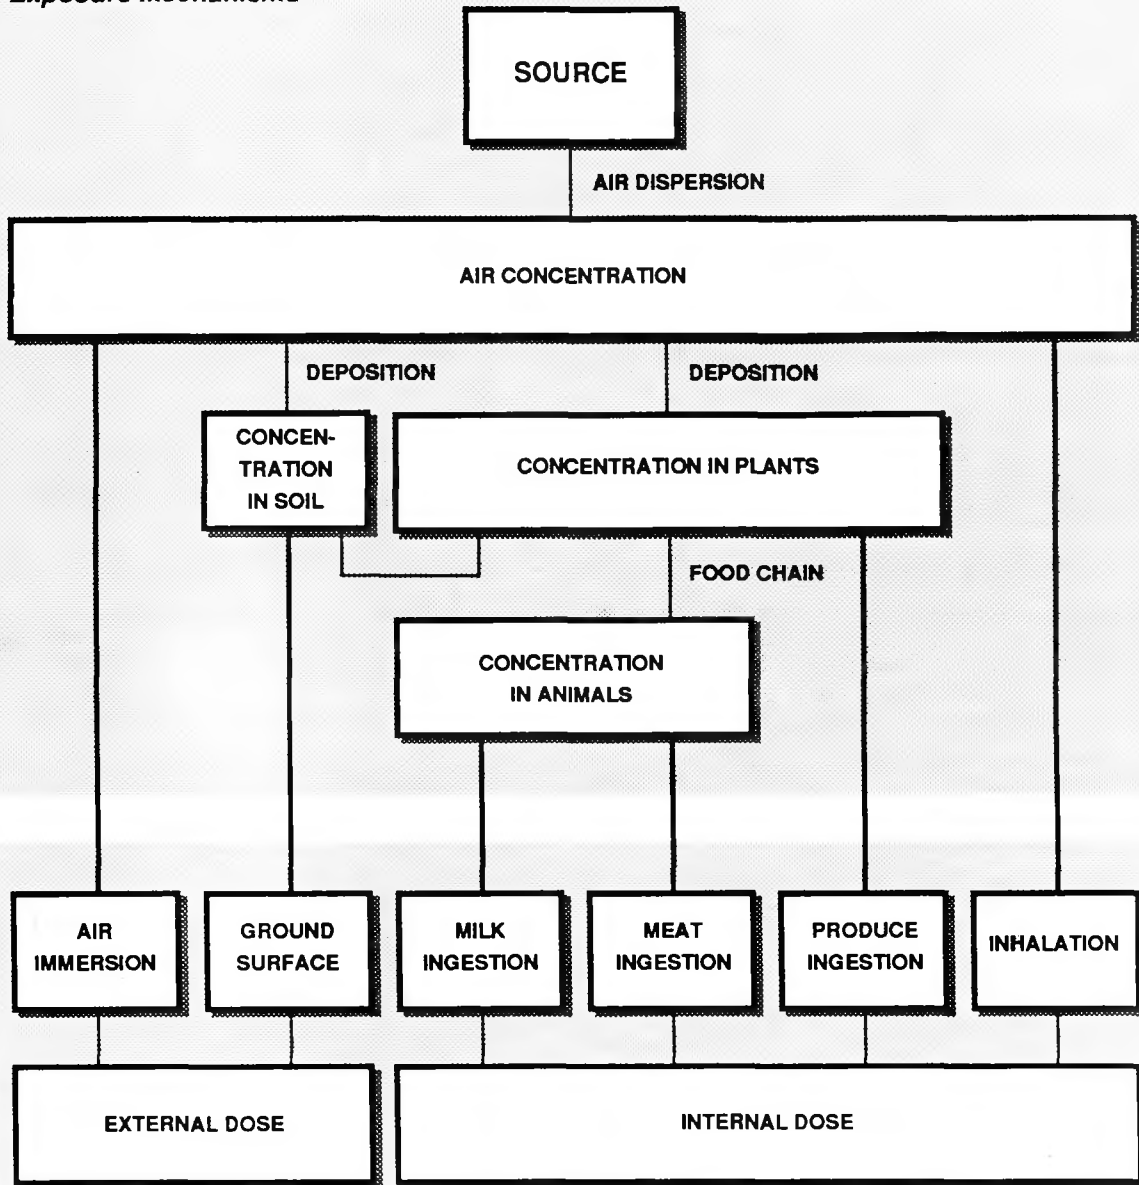 Exposure Mechanisms
SOURCE
AIR DISPERSION
AIR CONCENTRATION
DEPOSITION
DEPOSITION
CONCEN-
TRATION
IN SOIL
CONCENTRATION IN PLANTS
FOOD CHAIN
CONCENTRATION
IN ANIMALS
AIR
IMMERSION
GROUND
SURFACE
MILK
INGESTION
MEAT
INGESTION
PRODUCE
INGESTION
INHALATION
EXTERNAL DOSE
INTERNAL DOSE